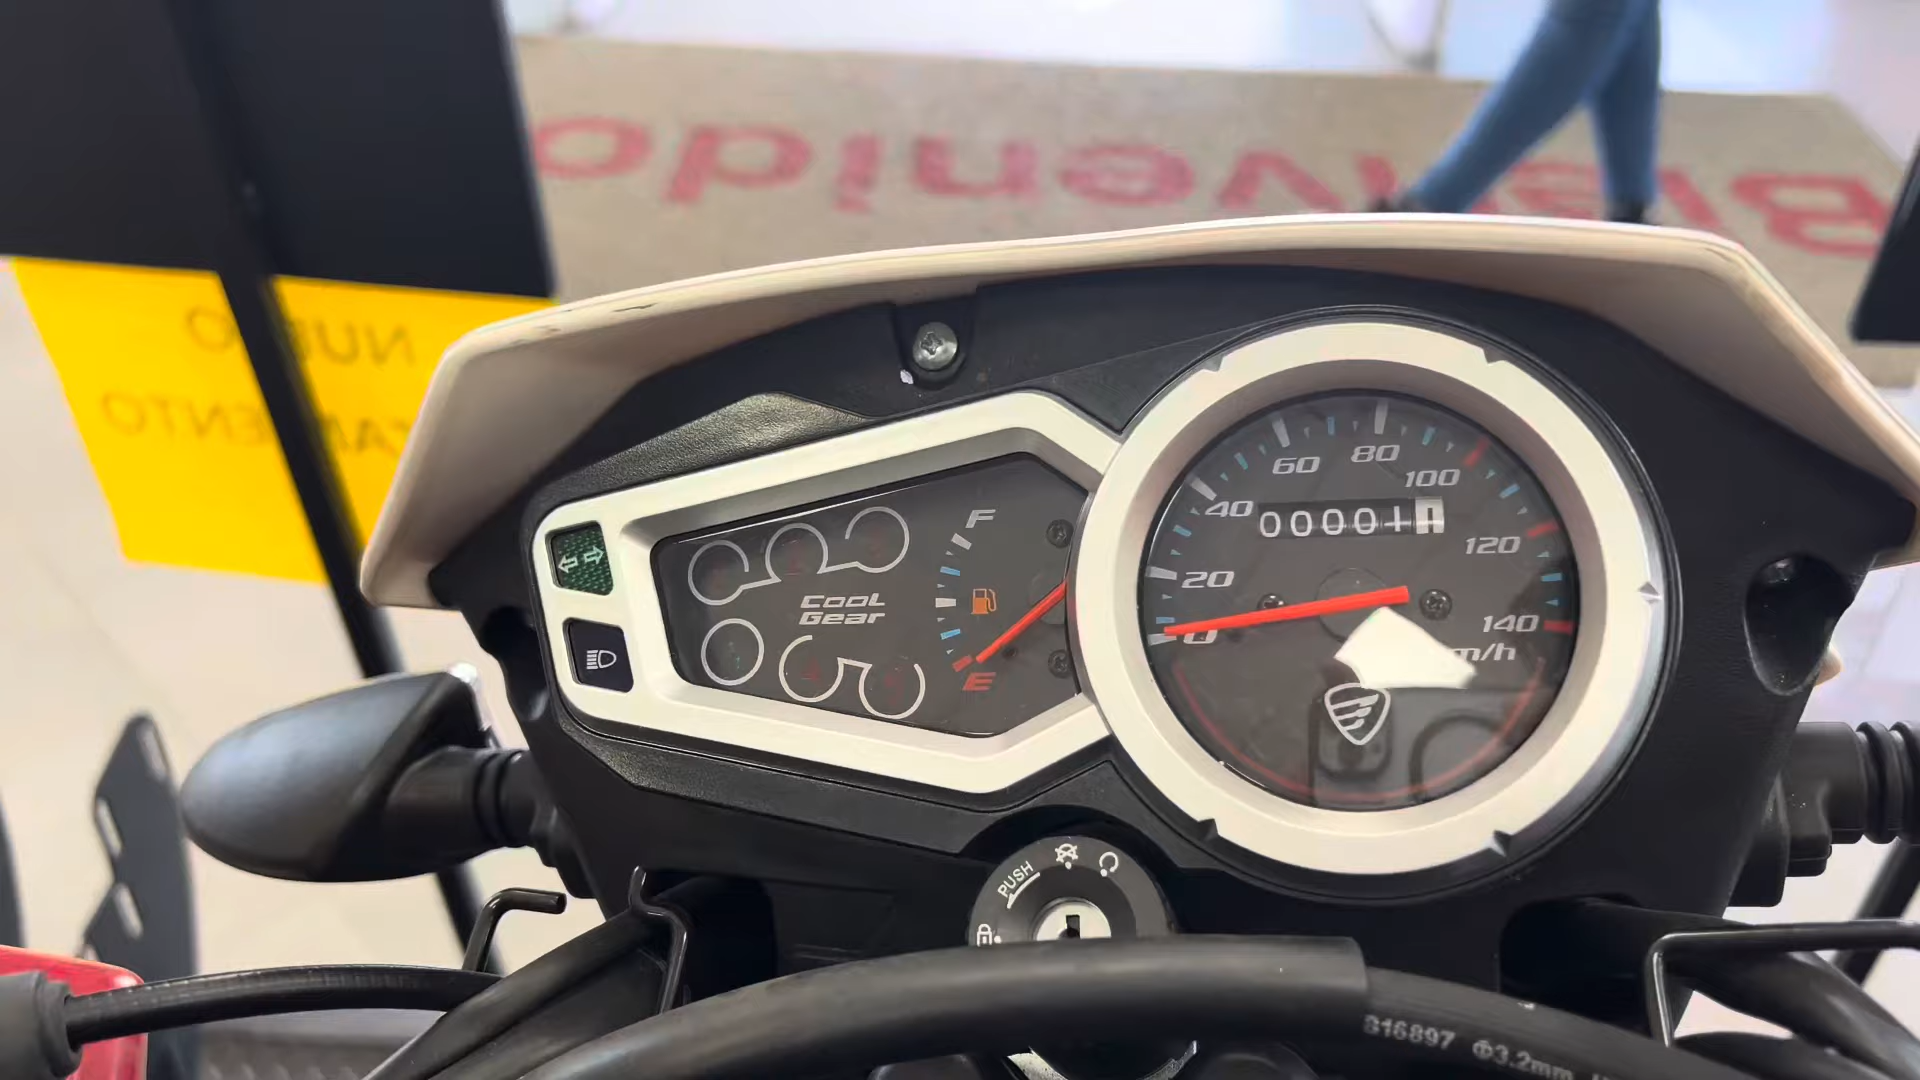 Bienvenido
NUEVO
F
Cool
Gear
E
0
20
40
60
80
100
120
140
00001
m/h
PUSH
816897 Φ3.2mm